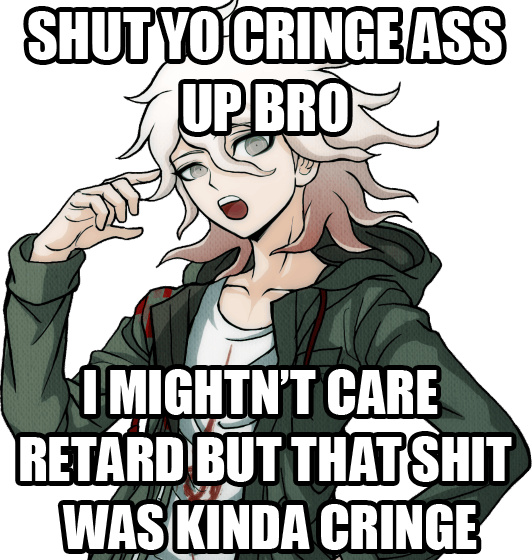 SHUT YO CRINGE ASS
UP BRO
I MIGHTN'T CARE
RETARD BUT THAT SHIT
WAS KINDA CRINGE